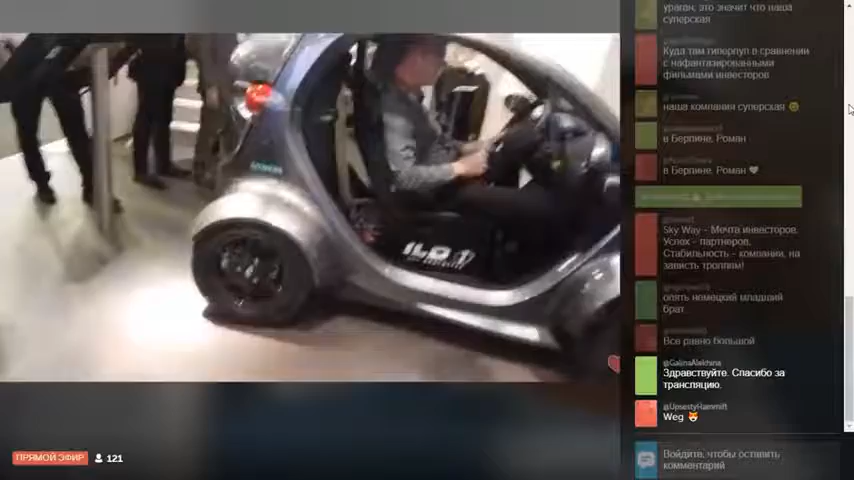 ураган, это значит что наша
суперская
Куда там гиперлуп в сравнении
с нафантазированными
фильмами инвесторов
наша компания суперская
в Берлине, Роман
в Берлине, Роман
Sky Way - Мечта инвесторов.
Успех - партнеров.
Стабильность - компании, на
зависть троллям!
опять немецкий младший
брат
Все равно большой
@GalinaAlekhina
Здравствуйте. Спасибо за
трансляцию.
Weg
ПРЯМОЙ ЭФИР 121
Войдите, чтобы оставить
комментарий